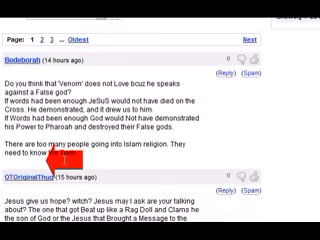 Page: 1 2 3 ... Oldest Next
Bedeborah (14 hours ago) 0
(Reply) (Spam)
Do you think that 'Venom' does not Love bcuz he speaks
against a False god?
If words had been enough JeSuS would not have died on the
Cross. He demonstrated, and It drew us to him.
If Words had been enough God would Not have demonstrated
his Power to Pharoah and destroyed their False gods.
There are too many people going into Islam religion. They
need to know the Truth.
OTOriginalThug (15 hours ago) 0
(Reply) (Spam)
Jesus give us hope? witch? Jesus may I ask are your talking
about? The one that got Beat up like a Rag Doll and Clams he
the son of God or the Jesus that Brought a Message to the